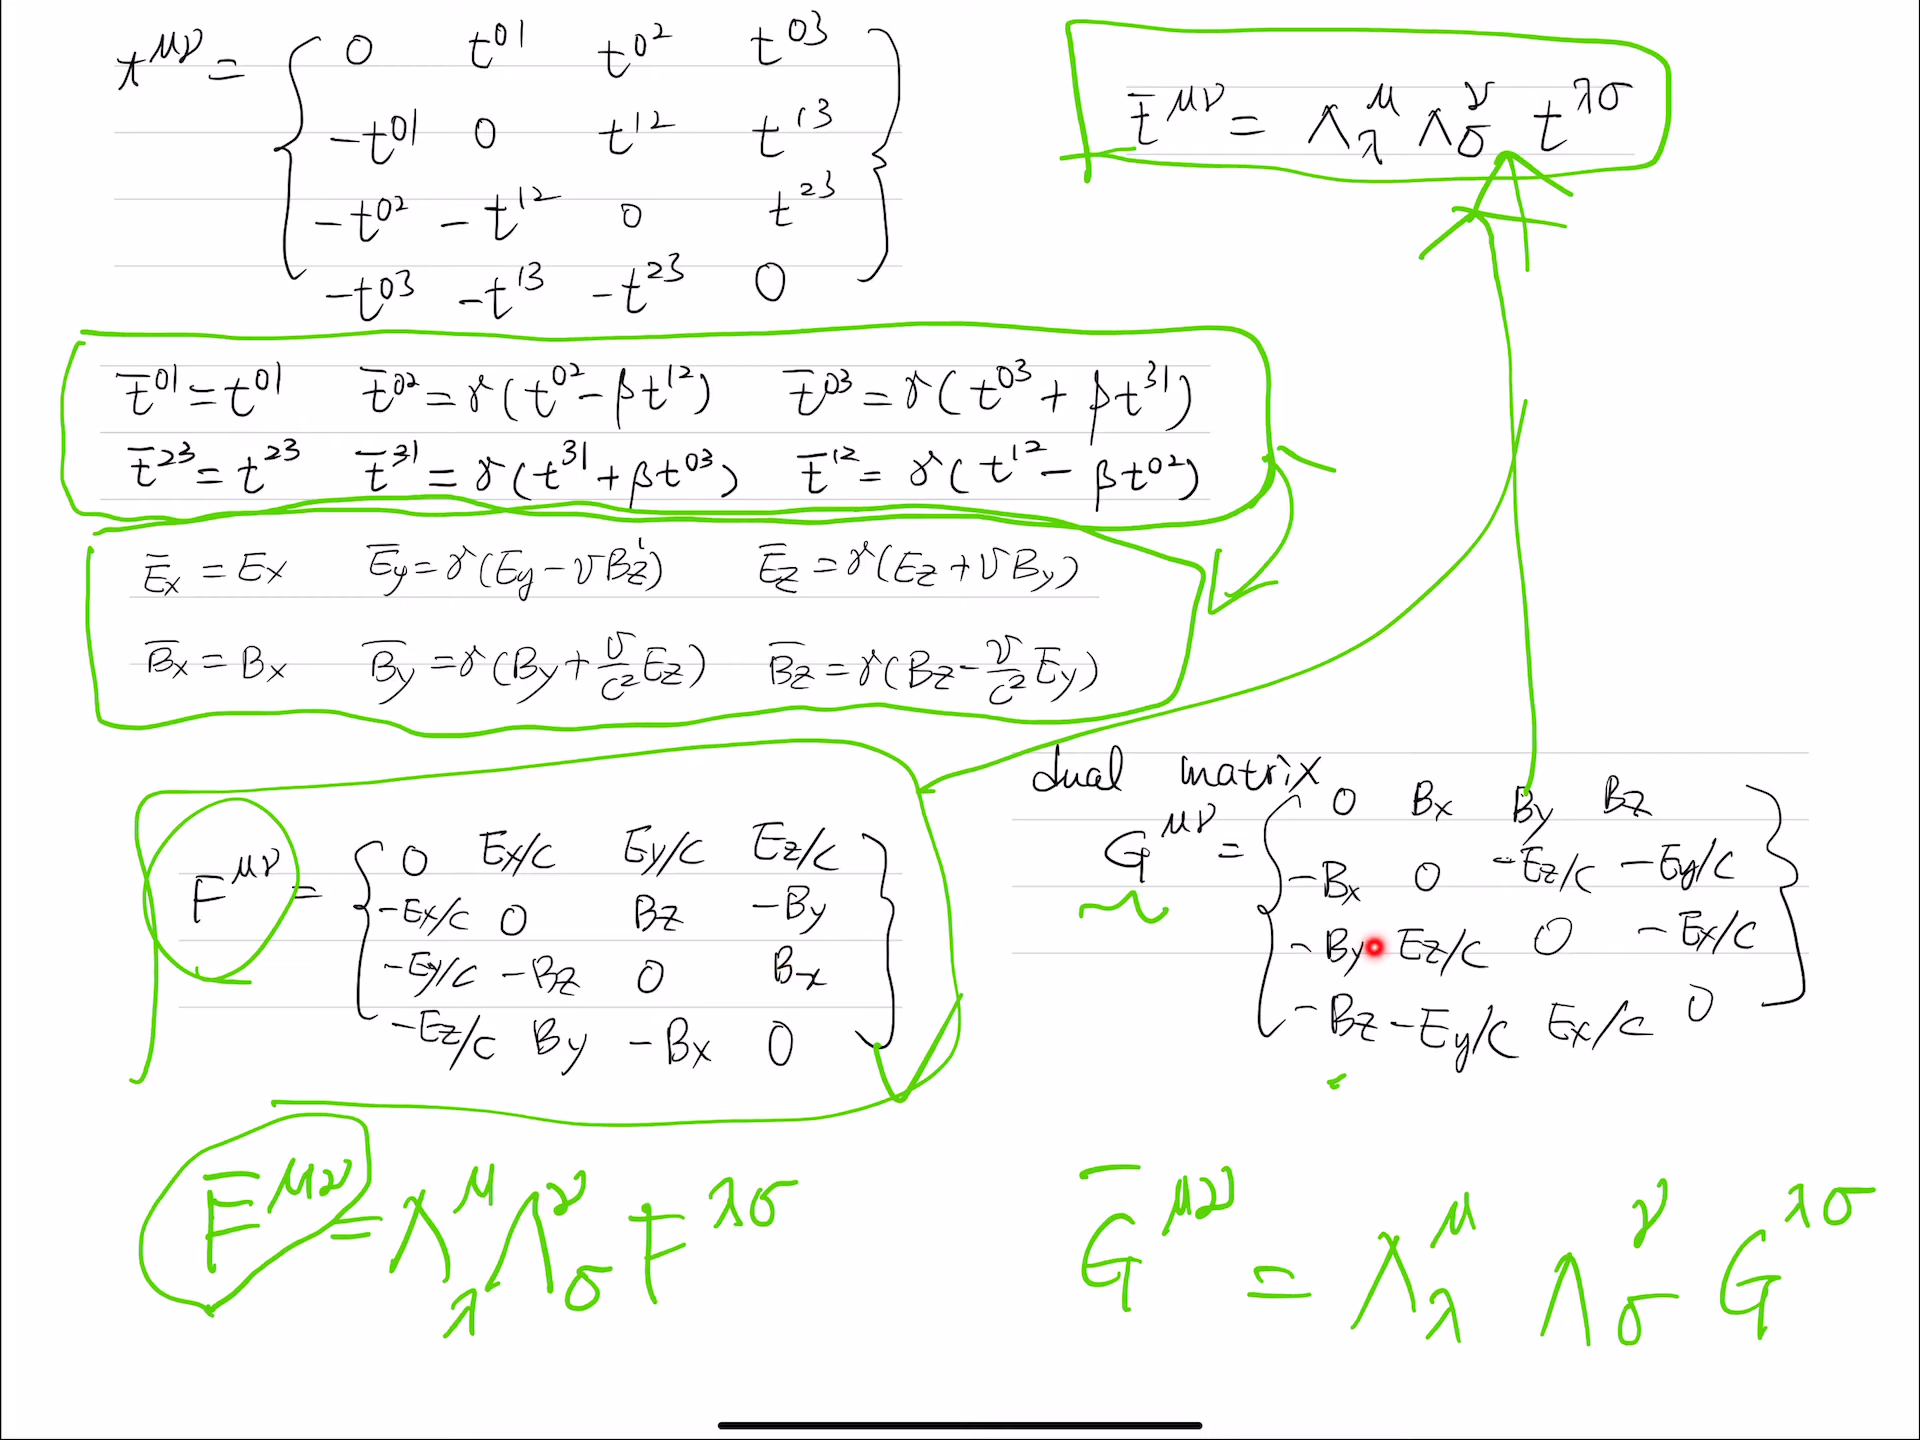 t^{μν} = { 0 t^{01} t^{02} t^{03}
-t^{01} 0 t^{12} t^{13}
-t^{02} -t^{12} 0 t^{23}
-t^{03} -t^{13} -t^{23} 0 }
t̄^{μν} = Λ^μ_λ Λ^ν_σ t^{λσ}
t̄^{01} = t^{01} t̄^{02} = γ(t^{02} - βt^{12}) t̄^{03} = γ(t^{03} + βt^{31})
t̄^{23} = t^{23} t̄^{31} = γ(t^{31} + βt^{03}) t̄^{12} = γ(t^{12} - βt^{02})
Ēx = Ex Ēy = γ(Ey - υBz) Ēz = γ(Ez + υBy)
B̄x = Bx B̄y = γ(By + υ/c² Ez) B̄z = γ(Bz - υ/c² Ey)
F^{μν} = { 0 Ex/c Ey/c Ez/c
-Ex/c 0 Bz -By
-Ey/c -Bz 0 Bx
-Ez/c By -Bx 0 }
dual matrix
G^{μν} = { 0 Bx By Bz
-Bx 0 -Ez/c -Ey/c
-By Ez/c 0 -Ex/c
-Bz -Ey/c Ex/c 0 }
F̄^{μν} = Λ^μ_λ Λ^ν_σ F^{λσ}
Ḡ^{μν} = Λ^μ_λ Λ^ν_σ G^{λσ}